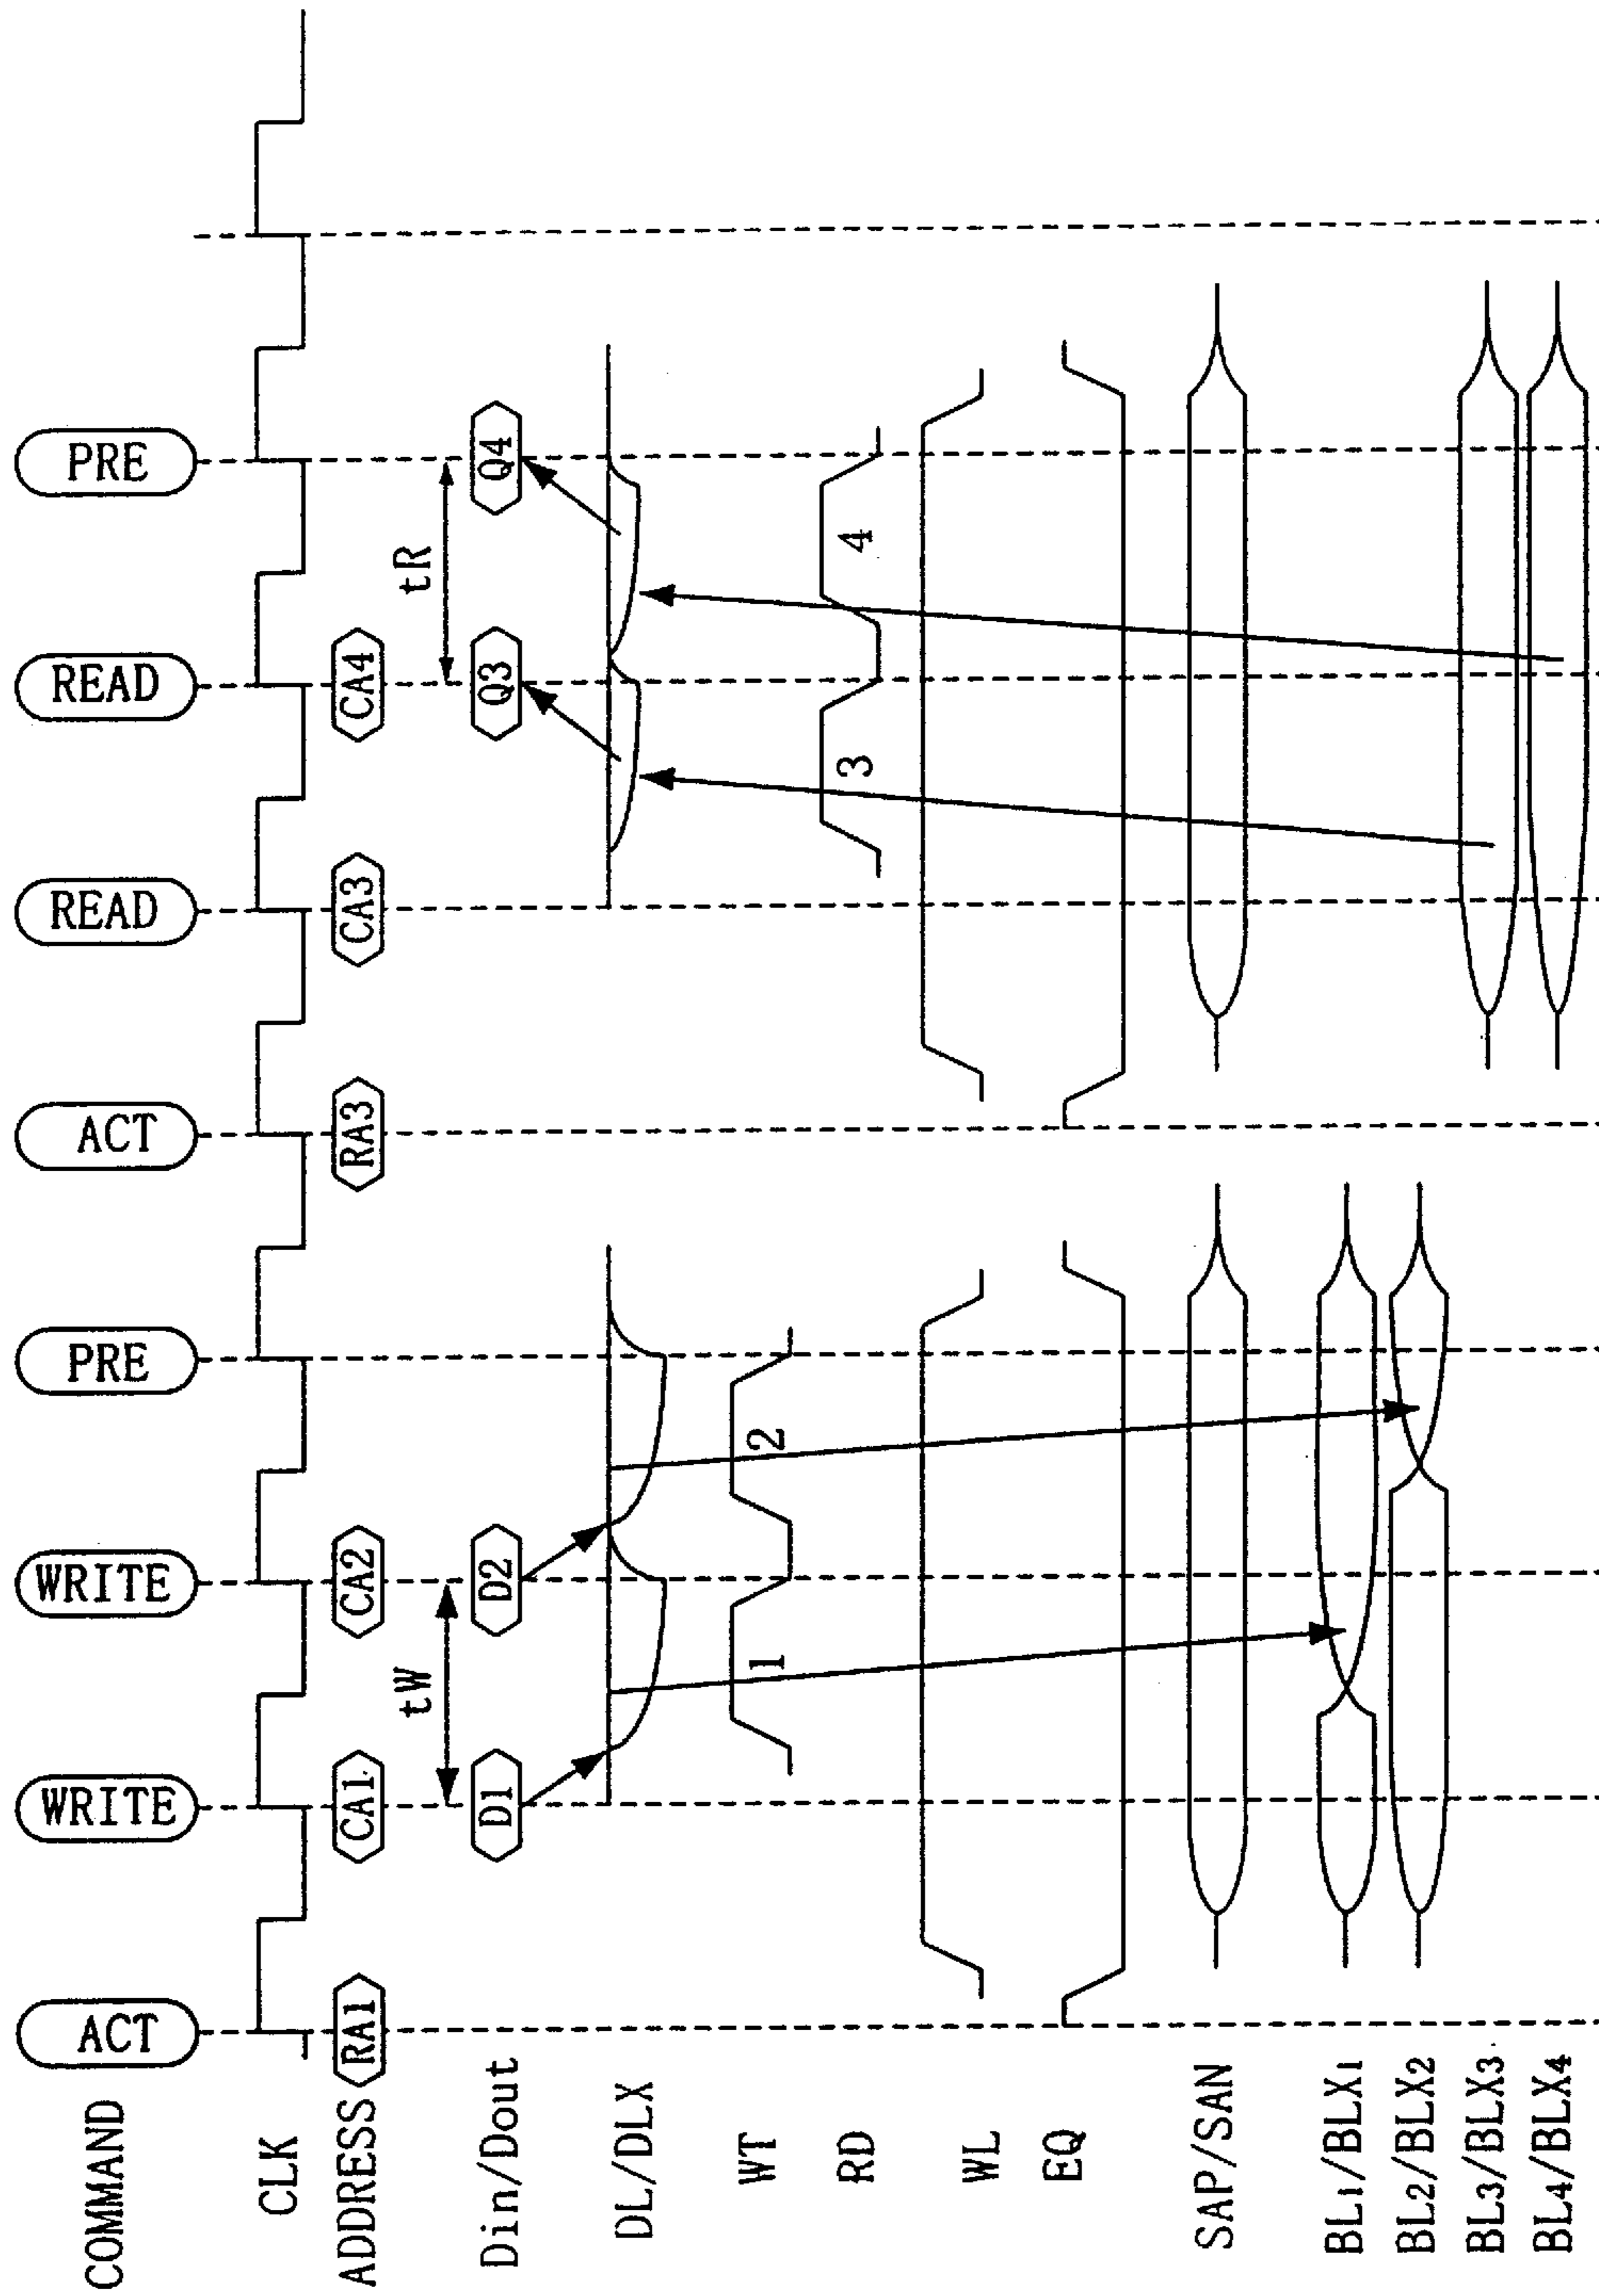 COMMAND ACT WRITE WRITE PRE ACT READ READ PRE
CLK
ADDRESS RA1 CA1 CA2 RA3 CA3 CA4
tW tR
Din/Dout D1 D2 Q3 Q4
DL/DLX
WT 1 2
RD 3 4
WL
EQ
SAP/SAN
BL1/BLX1
BL2/BLX2
BL3/BLX3
BL4/BLX4